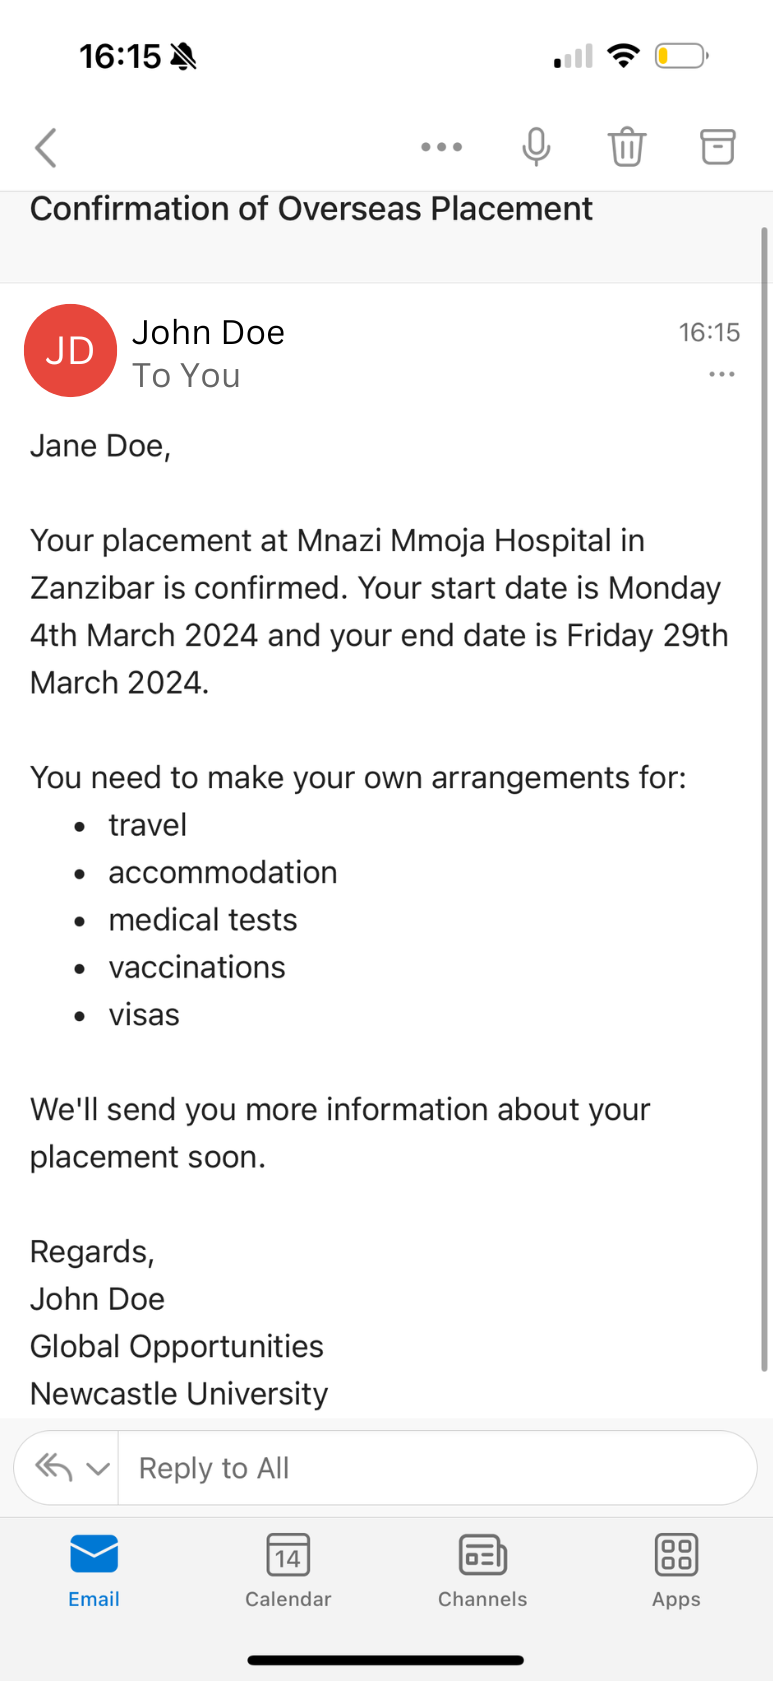 16:15
Confirmation of Overseas Placement
JD
John Doe
16:15
To You
Jane Doe,
Your placement at Mnazi Mmoja Hospital in
Zanzibar is confirmed. Your start date is Monday
4th March 2024 and your end date is Friday 29th
March 2024.
You need to make your own arrangements for:
• travel
• accommodation
• medical tests
• vaccinations
• visas
We'll send you more information about your
placement soon.
Regards,
John Doe
Global Opportunities
Newcastle University
Reply to All
14
Email Calendar Channels Apps